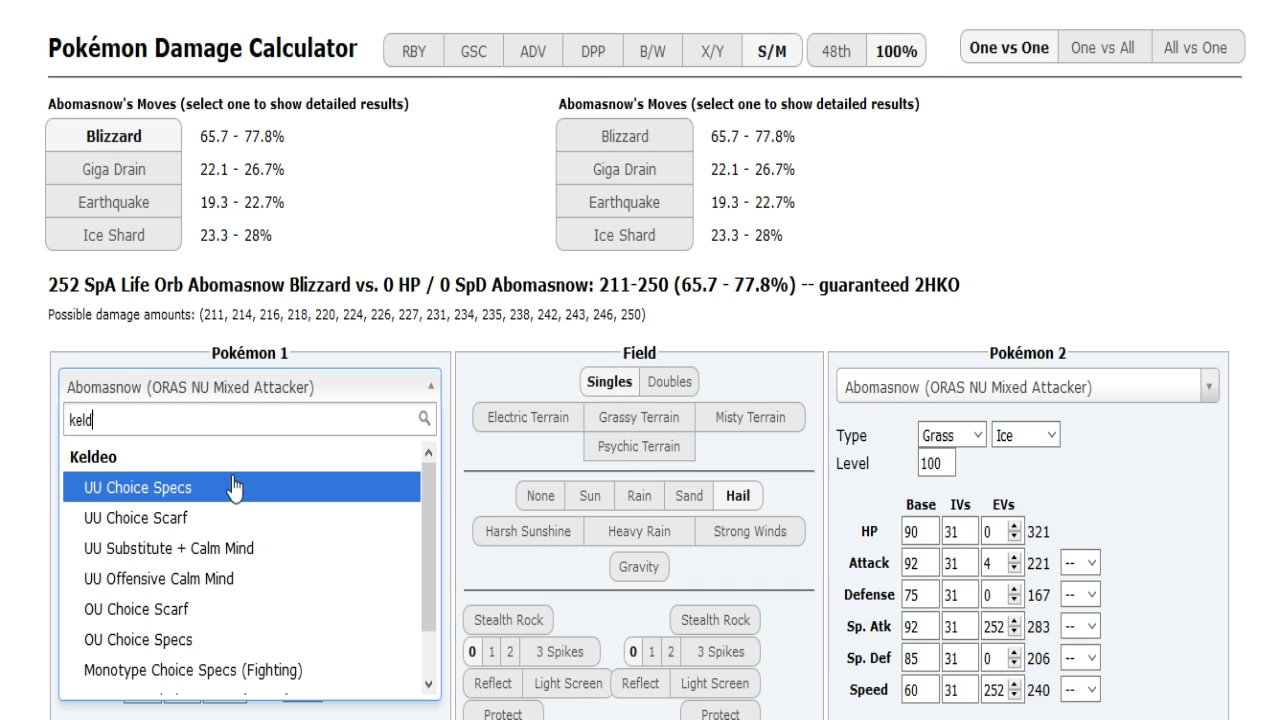 Pokémon Damage Calculator RBY GSC ADV DPP B/W X/Y S/M 48th 100% One vs One One vs All All vs One
Abomasnow's Moves (select one to show detailed results) Abomasnow's Moves (select one to show detailed results)
Blizzard 65.7 - 77.8% Blizzard 65.7 - 77.8%
Giga Drain 22.1 - 26.7% Giga Drain 22.1 - 26.7%
Earthquake 19.3 - 22.7% Earthquake 19.3 - 22.7%
Ice Shard 23.3 - 28% Ice Shard 23.3 - 28%
252 SpA Life Orb Abomasnow Blizzard vs. 0 HP / 0 SpD Abomasnow: 211-250 (65.7 - 77.8%) -- guaranteed 2HKO
Possible damage amounts: (211, 214, 216, 218, 220, 224, 226, 227, 231, 234, 235, 238, 242, 243, 246, 250)
Pokémon 1
Abomasnow (ORAS NU Mixed Attacker)
keld
Keldeo
UU Choice Specs
UU Choice Scarf
UU Substitute + Calm Mind
UU Offensive Calm Mind
OU Choice Scarf
OU Choice Specs
Monotype Choice Specs (Fighting)
Field
Singles Doubles
Electric Terrain Grassy Terrain Misty Terrain
Psychic Terrain
None Sun Rain Sand Hail
Harsh Sunshine Heavy Rain Strong Winds
Gravity
Stealth Rock Stealth Rock
0 1 2 3 Spikes 0 1 2 3 Spikes
Reflect Light Screen Reflect Light Screen
Protect Protect
Pokémon 2
Abomasnow (ORAS NU Mixed Attacker)
Type Grass Ice
Level 100
Base IVs EVs
HP 90 31 0 321
Attack 92 31 4 221 --
Defense 75 31 0 167 --
Sp. Atk 92 31 252 283 --
Sp. Def 85 31 0 206 --
Speed 60 31 252 240 --